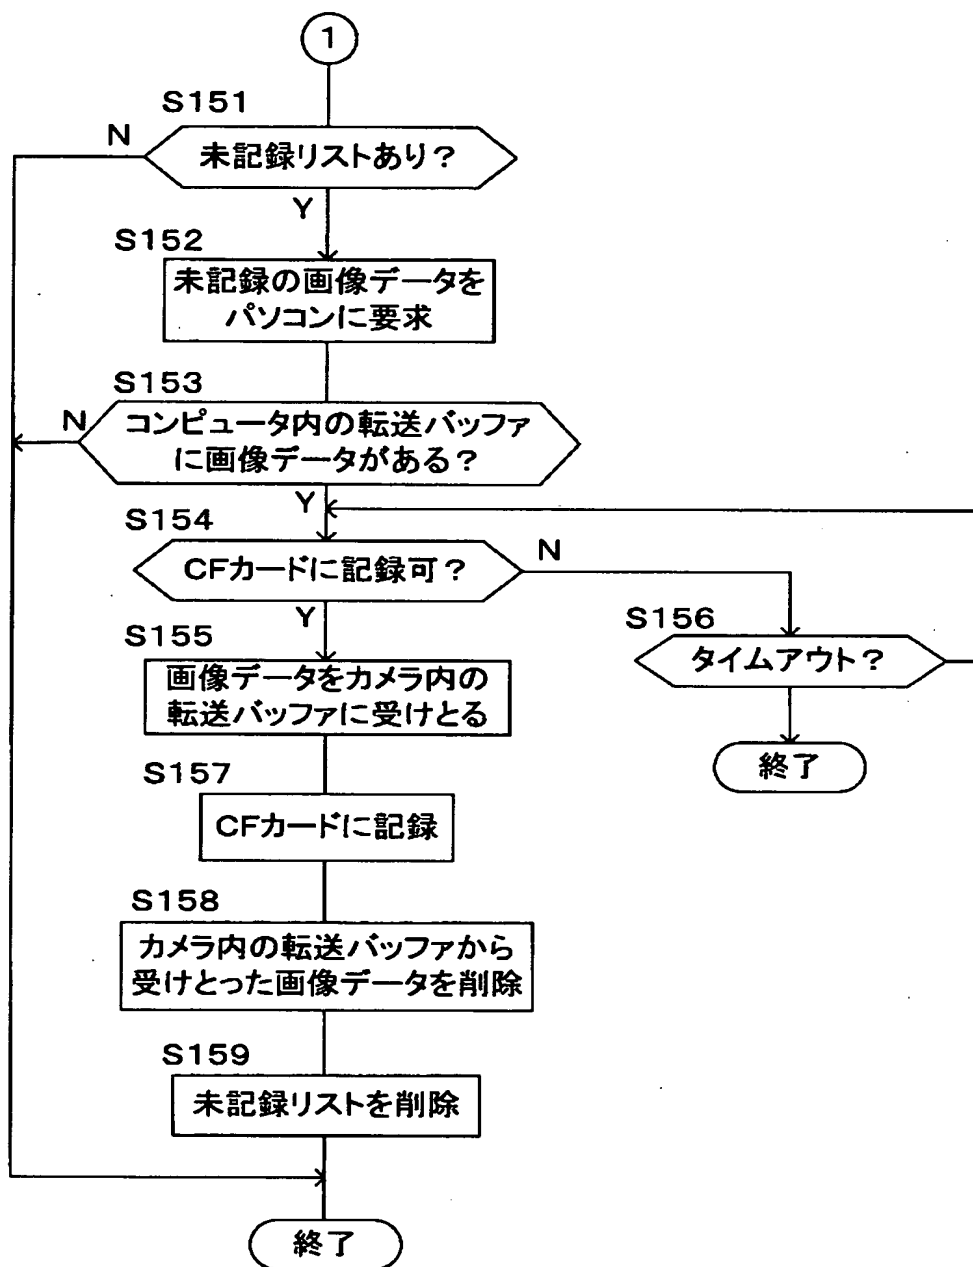 1
S151
N
未記録リストあり?
Y
S152
未記録の画像データを
パソコンに要求
S153
N
コンピュータ内の転送バッファ
に画像データがある?
Y
S154
CFカードに記録可?
N
Y
S155
S156
タイムアウト?
画像データをカメラ内の
転送バッファに受けとる
終了
S157
CFカードに記録
S158
カメラ内の転送バッファから
受けとった画像データを削除
S159
未記録リストを削除
終了